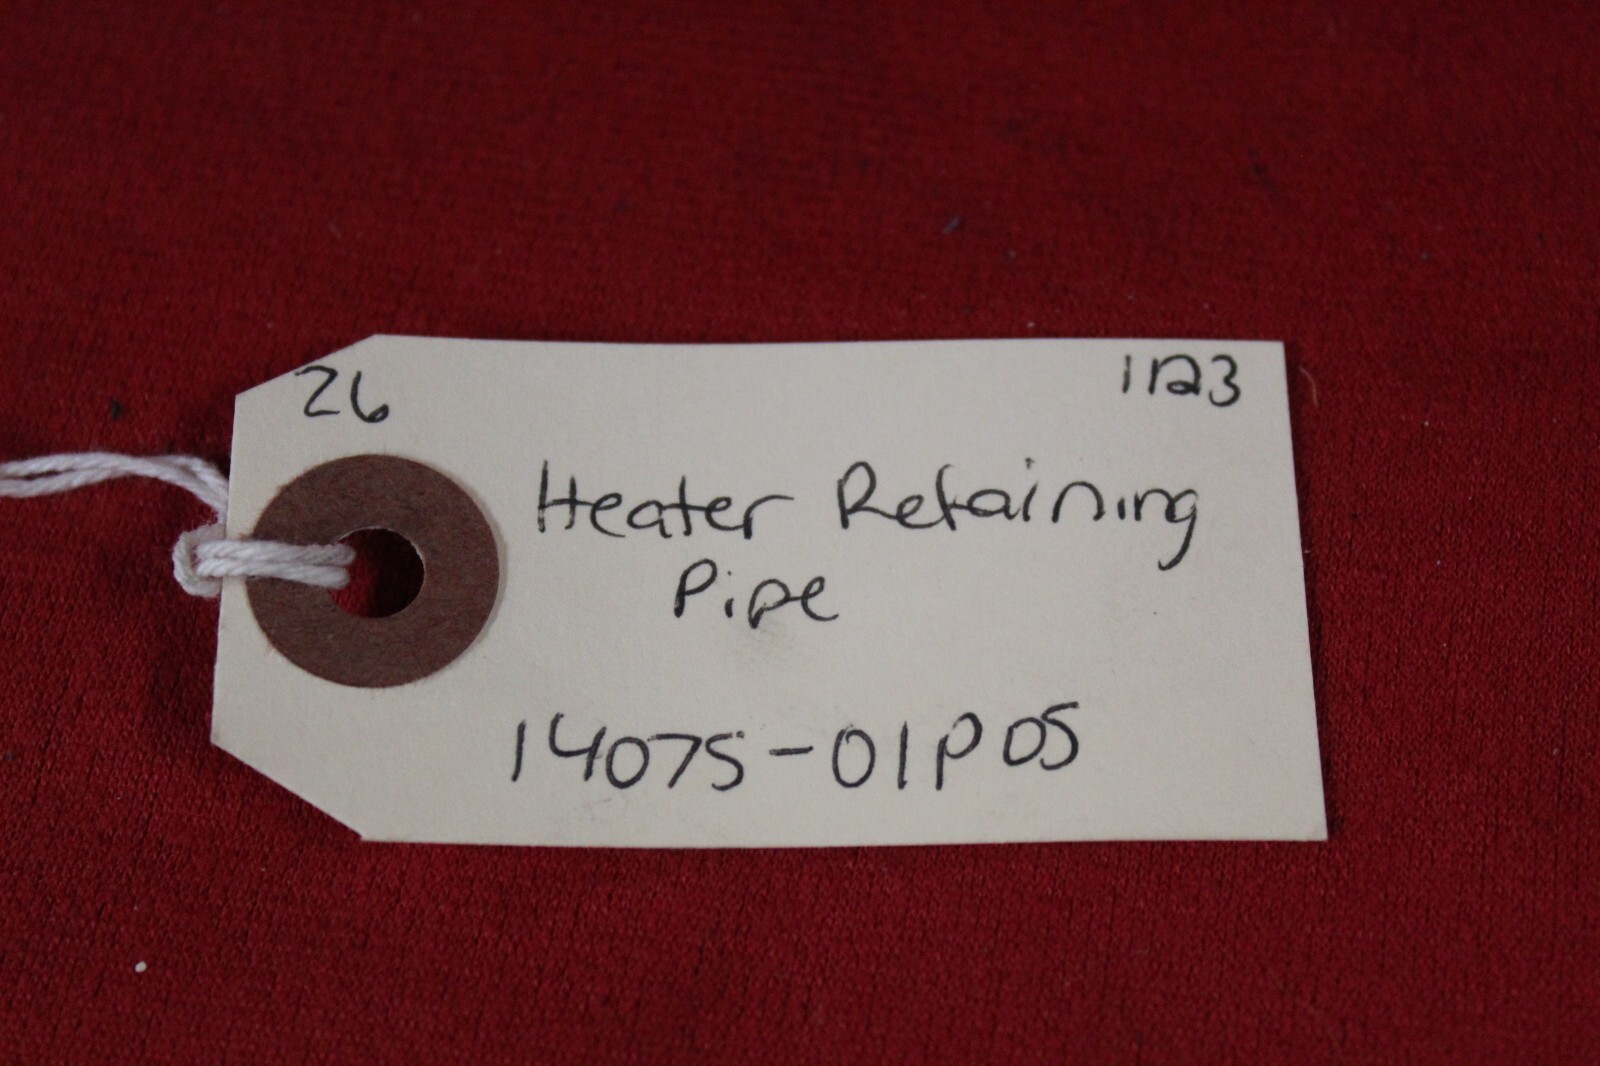 26
1123
Heater Retaining
Pipe
14075-01P05